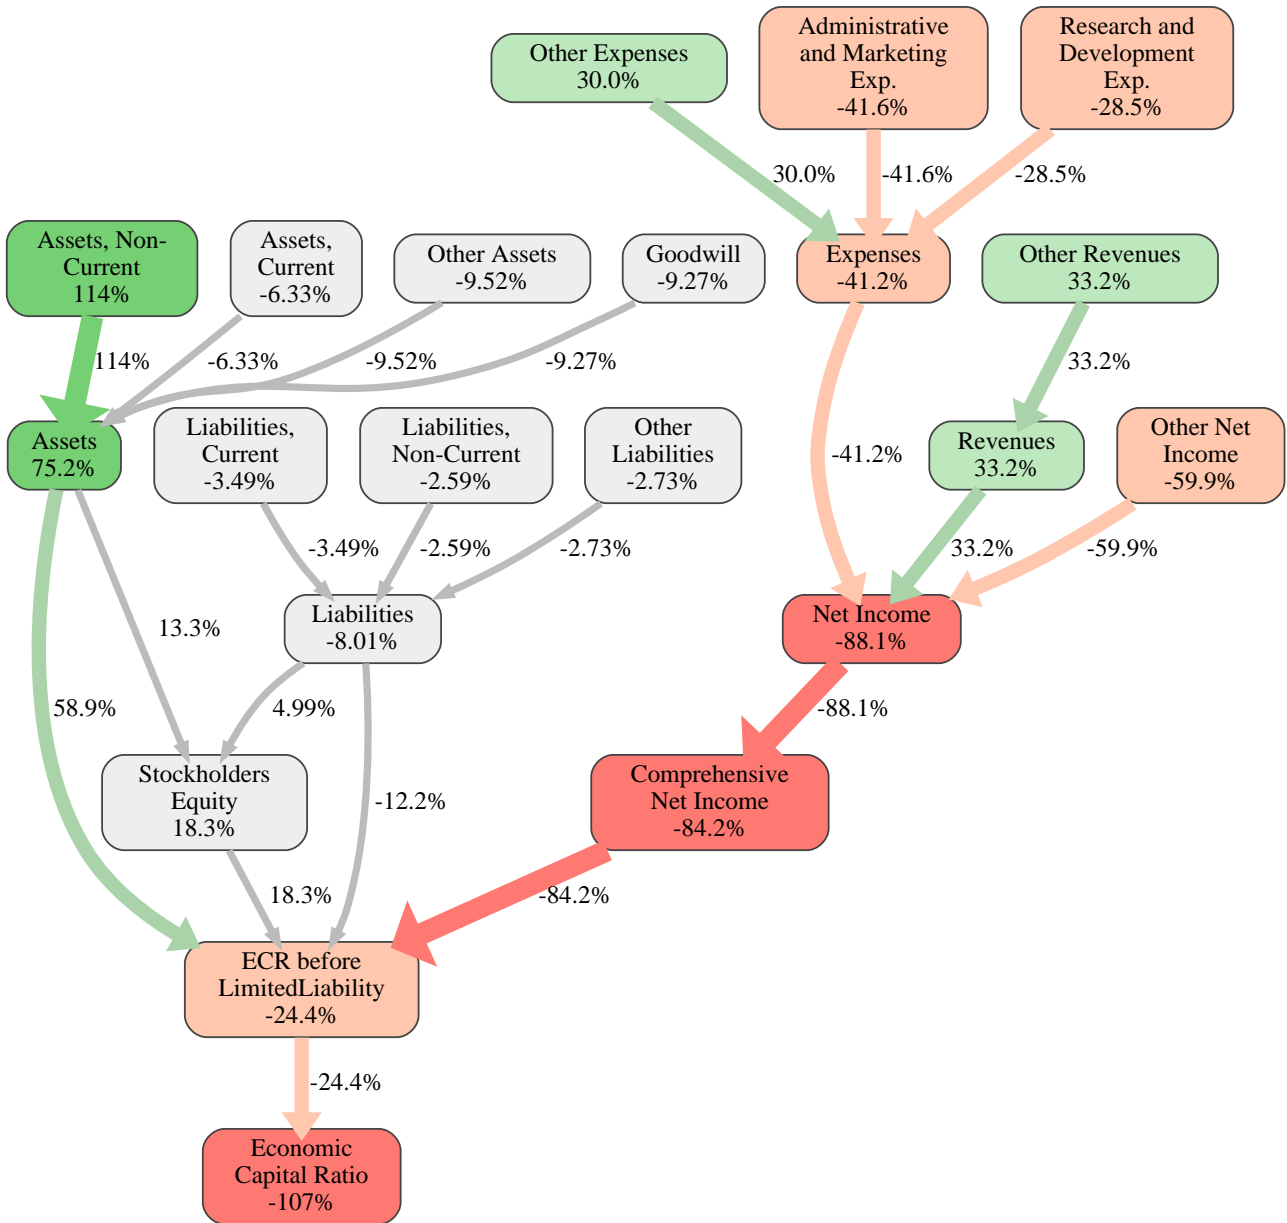 Other Expenses
30.0%
Administrative
and Marketing
Exp.
-41.6%
Research and
Development
Exp.
-28.5%
30.0%
-41.6%
-28.5%
Assets, Non-
Current
114%
Assets,
Current
-6.33%
Other Assets
-9.52%
Goodwill
-9.27%
Expenses
-41.2%
Other Revenues
33.2%
114%
-6.33%
-9.52%
-9.27%
33.2%
Assets
75.2%
Liabilities,
Current
-3.49%
Liabilities,
Non-Current
-2.59%
Other
Liabilities
-2.73%
-41.2%
Revenues
33.2%
Other Net
Income
-59.9%
-3.49%
-2.59%
-2.73%
33.2%
-59.9%
13.3%
Liabilities
-8.01%
Net Income
-88.1%
58.9%
4.99%
-88.1%
Stockholders
Equity
18.3%
-12.2%
Comprehensive
Net Income
-84.2%
18.3%
-84.2%
ECR before
LimitedLiability
-24.4%
-24.4%
Economic
Capital Ratio
-107%